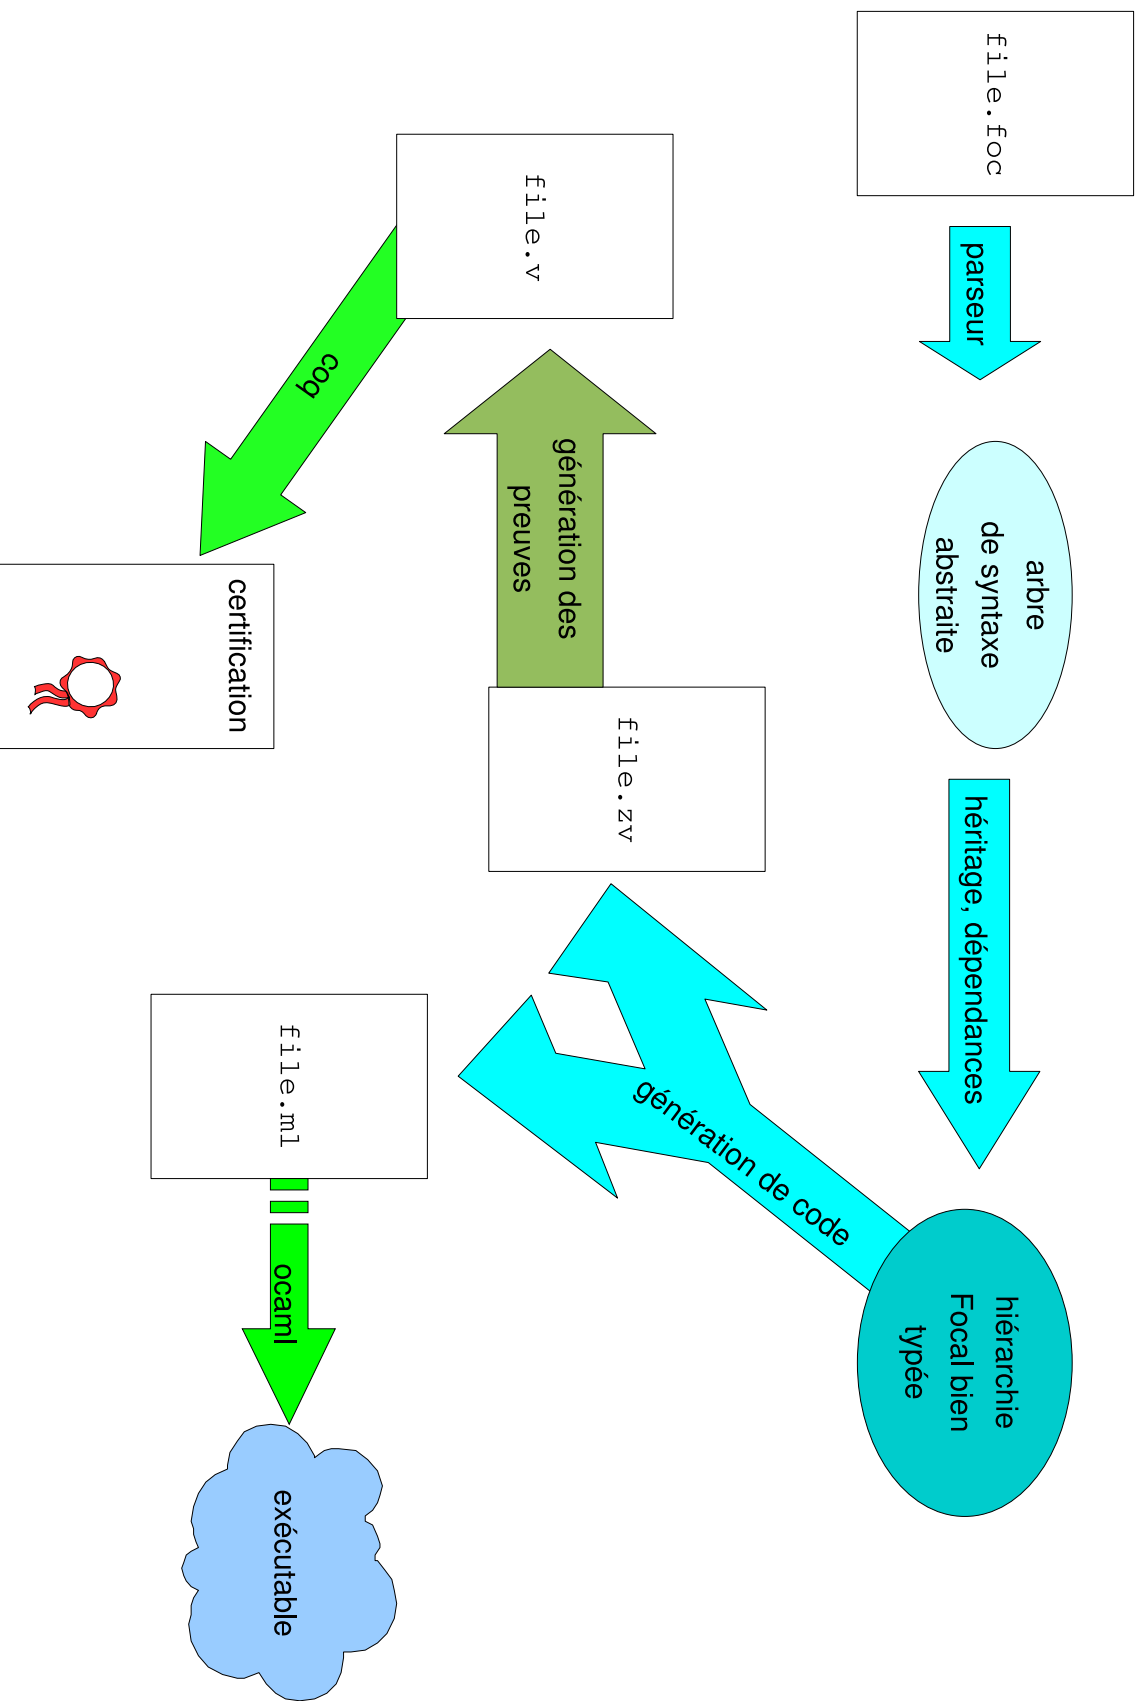 file.foc
parseur
arbre
de syntaxe
abstraite
héritage, dépendances
hiérarchie
Focal bien
typée
génération de code
file.zv
génération des
preuves
file.v
coq
certification
file.ml
ocaml
exécutable